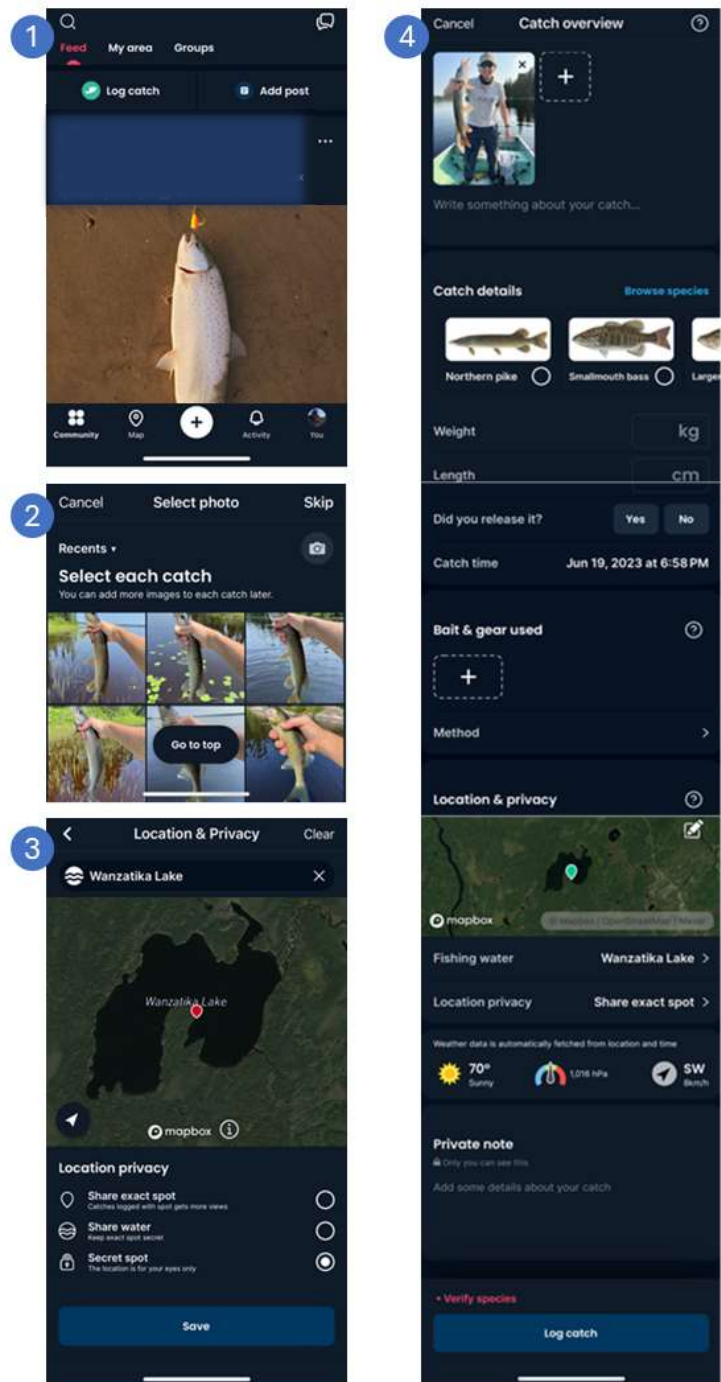 1
Feed My area Groups
Log catch Add post
Community Map Activity You
2
Cancel Select photo Skip
Recents
Select each catch
You can add more images to each catch later.
Go to top
3
Location & Privacy Clear
Wanzatika Lake
Wanzatika Lake
mapbox
Location privacy
Share exact spot
Catches logged with spot gets more views
Share water
Keep exact spot secret
Secret spot
The location is for your eyes only
Save
4
Cancel Catch overview
Write something about your catch...
Catch details Browse species
Northern pike Smallmouth bass Larger
Weight kg
Length cm
Did you release it? Yes No
Catch time Jun 19, 2023 at 6:58 PM
Bait & gear used
Method
Location & privacy
mapbox © Mapbox / OpenStreetMap / Maxar
Fishing water Wanzatika Lake
Location privacy Share exact spot
Weather data is automatically fetched from location and time
70° 1,016 hPa SW
Sunny 8km/h
Private note
Only you can see this
Add some details about your catch
• Verify species
Log catch